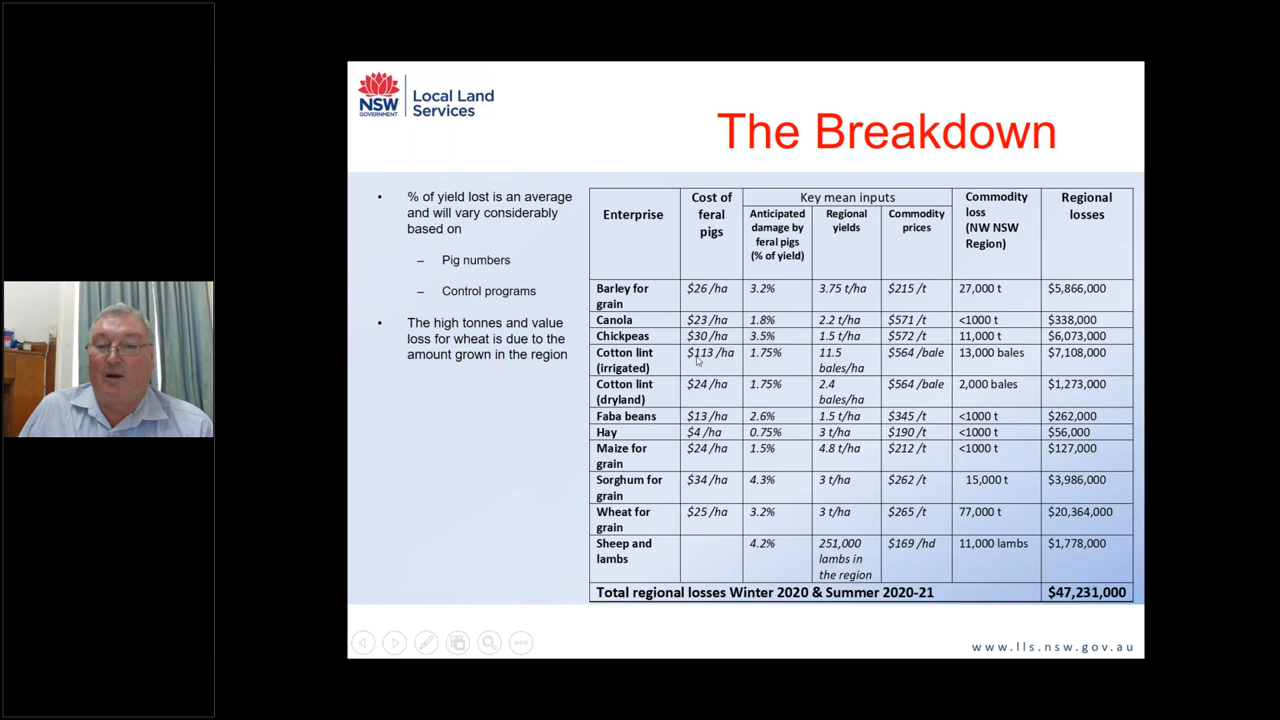 NSW
GOVERNMENT
Local Land
Services
The Breakdown
• % of yield lost is an average
and will vary considerably
based on
– Pig numbers
– Control programs
• The high tonnes and value
loss for wheat is due to the
amount grown in the region
Enterprise
Cost of
feral
pigs
Key mean inputs
Anticipated
damage by
feral pigs
(% of yield)
Regional
yields
Commodity
prices
Commodity
loss
(NW NSW
Region)
Regional
losses
Barley for
grain
$26 /ha
3.2%
3.75 t/ha
$215 /t
27,000 t
$5,866,000
Canola
$23 /ha
1.8%
2.2 t/ha
$571 /t
<1000 t
$338,000
Chickpeas
$30 /ha
3.5%
1.5 t/ha
$572 /t
11,000 t
$6,073,000
Cotton lint
(irrigated)
$113 /ha
1.75%
11.5
bales/ha
$564 /bale
13,000 bales
$7,108,000
Cotton lint
(dryland)
$24 /ha
1.75%
2.4
bales/ha
$564 /bale
2,000 bales
$1,273,000
Faba beans
$13 /ha
2.6%
1.5 t/ha
$345 /t
<1000 t
$262,000
Hay
$4 /ha
0.75%
3 t/ha
$190 /t
<1000 t
$56,000
Maize for
grain
$24 /ha
1.5%
4.8 t/ha
$212 /t
<1000 t
$127,000
Sorghum for
grain
$34 /ha
4.3%
3 t/ha
$262 /t
15,000 t
$3,986,000
Wheat for
grain
$25 /ha
3.2%
3 t/ha
$265 /t
77,000 t
$20,364,000
Sheep and
lambs
4.2%
251,000
lambs in
the region
$169 /hd
11,000 lambs
$1,778,000
Total regional losses Winter 2020 & Summer 2020-21
$47,231,000
www.lls.nsw.gov.au